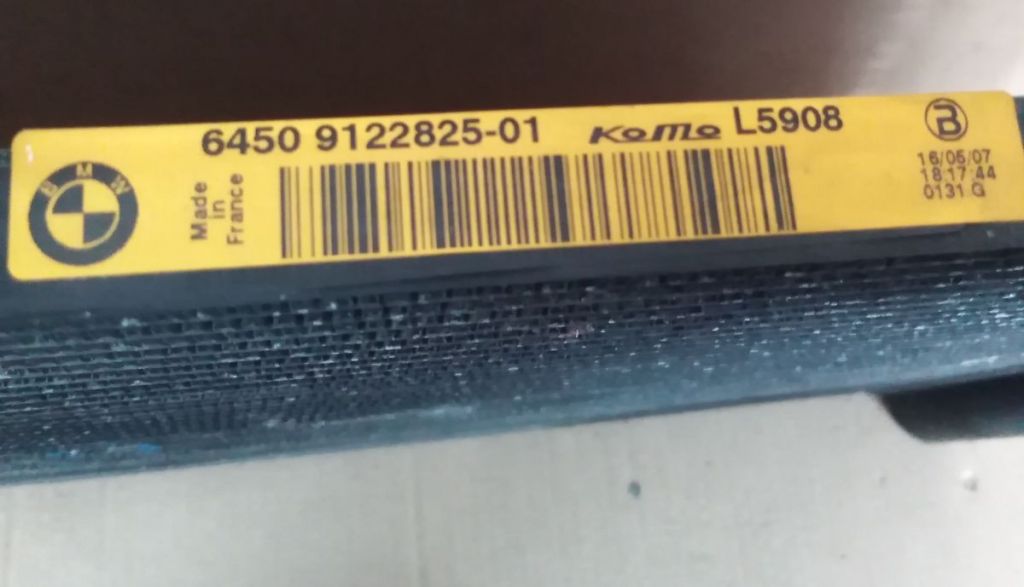 BMW
Made
in
France
6450 9122825-01
KoMo L5908
B
16/05/07
18:17:44
0131 G